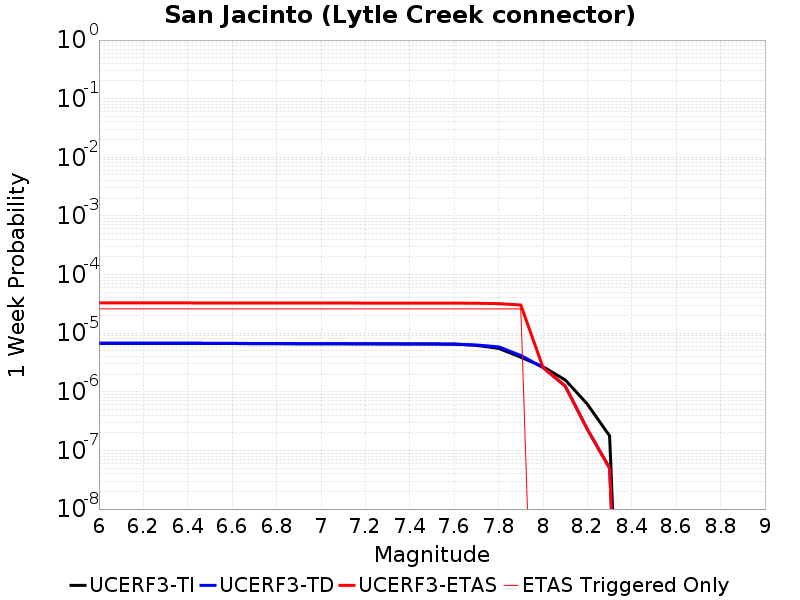 San Jacinto (Lytle Creek connector)
10^0
10^-1
10^-2
10^-3
10^-4
10^-5
10^-6
10^-7
10^-8
1 Week Probability
6 6.2 6.4 6.6 6.8 7 7.2 7.4 7.6 7.8 8 8.2 8.4 8.6 8.8 9
Magnitude
UCERF3-TI UCERF3-TD UCERF3-ETAS ETAS Triggered Only